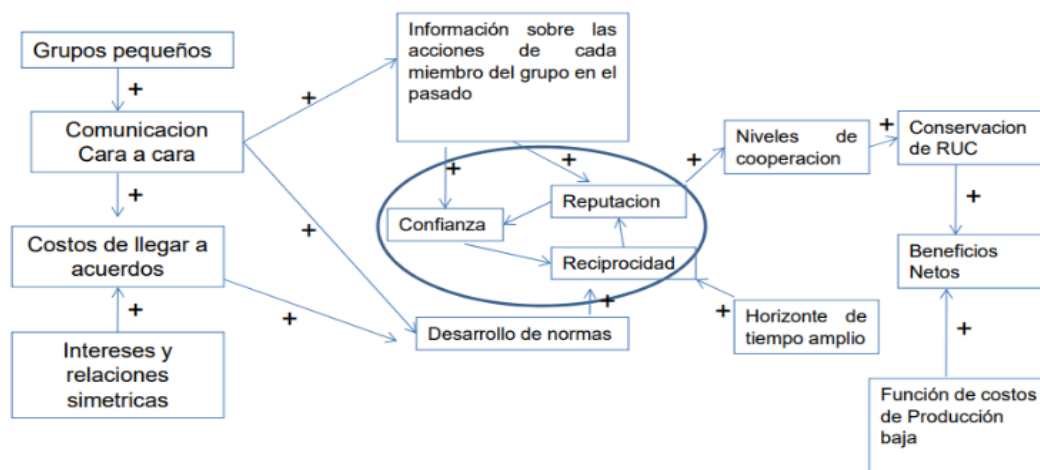 Grupos pequeños
+
Comunicacion
Cara a cara
+
Costos de llegar a
acuerdos
+
Intereses y
relaciones
simetricas
+
+
+
Información sobre las
acciones de cada
miembro del grupo en el
pasado
+
+
Confianza
Reputacion
Reciprocidad
+
Desarrollo de normas
+
Horizonte de
tiempo amplio
+
Niveles de
cooperacion
+
Conservacion
de RUC
+
Beneficios
Netos
+
Función de costos
de Producción
baja